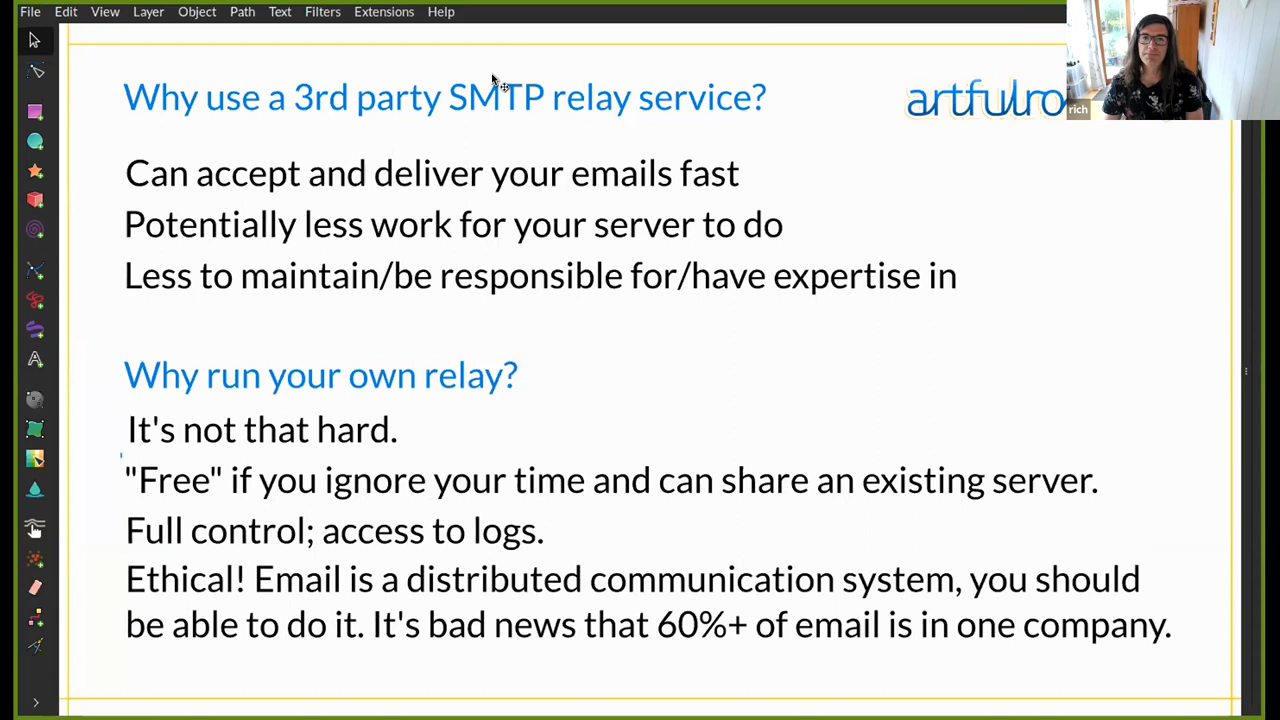 File Edit View Layer Object Path Text Filters Extensions Help
Why use a 3rd party SMTP relay service?
artfulro
rich
Can accept and deliver your emails fast
Potentially less work for your server to do
Less to maintain/be responsible for/have expertise in
Why run your own relay?
It's not that hard.
"Free" if you ignore your time and can share an existing server.
Full control; access to logs.
Ethical! Email is a distributed communication system, you should
be able to do it. It's bad news that 60%+ of email is in one company.